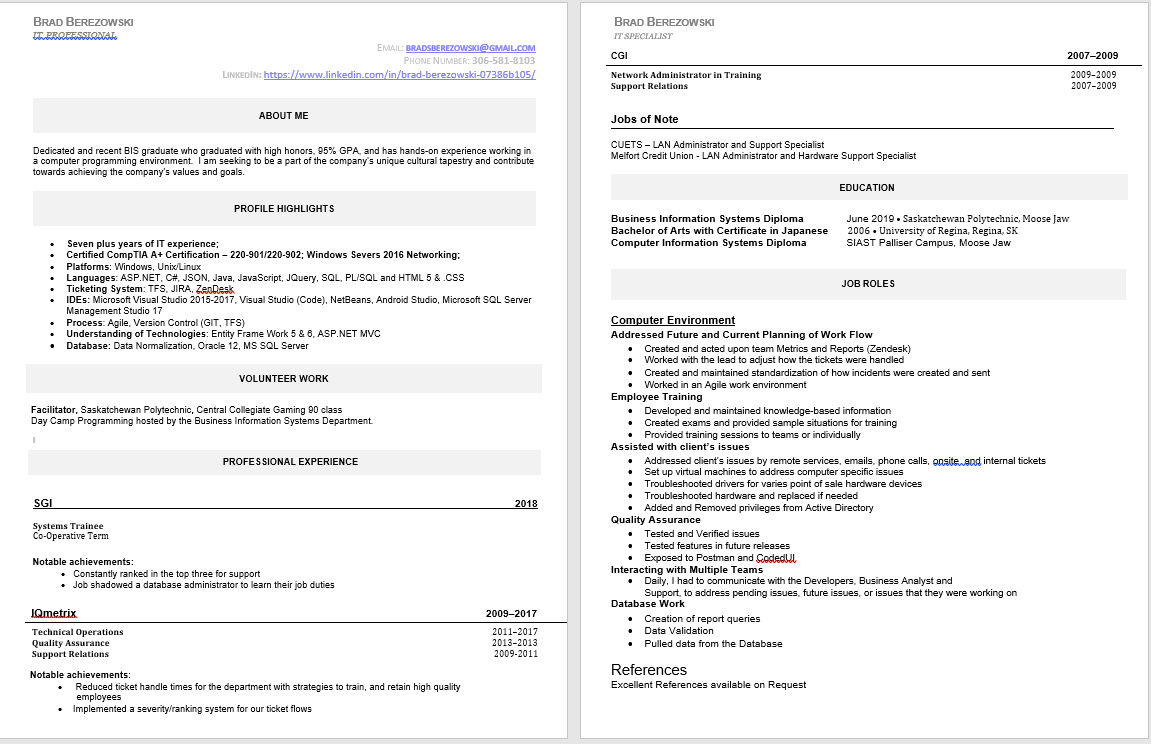 BRAD BEREZOWSKI
IT PROFESSIONAL
EMAIL: BRADSBEREZOWSKI@GMAIL.COM
PHONE NUMBER: 306-581-8103
LINKEDIN: https://www.linkedin.com/in/brad-berezowski-07386b105/
ABOUT ME
Dedicated and recent BIS graduate who graduated with high honors, 95% GPA, and has hands-on experience working in
a computer programming environment. I am seeking to be a part of the company's unique cultural tapestry and contribute
towards achieving the company's values and goals.
PROFILE HIGHLIGHTS
• Seven plus years of IT experience;
• Certified CompTIA A+ Certification – 220-901/220-902; Windows Severs 2016 Networking;
• Platforms: Windows, Unix/Linux
• Languages: ASP.NET, C#, JSON, Java, JavaScript, JQuery, SQL, PL/SQL and HTML 5 & .CSS
• Ticketing System: TFS, JIRA, ZenDesk
• IDEs: Microsoft Visual Studio 2015-2017, Visual Studio (Code), NetBeans, Android Studio, Microsoft SQL Server
Management Studio 17
• Process: Agile, Version Control (GIT, TFS)
• Understanding of Technologies: Entity Frame Work 5 & 6, ASP.NET MVC
• Database: Data Normalization, Oracle 12, MS SQL Server
VOLUNTEER WORK
Facilitator, Saskatchewan Polytechnic, Central Collegiate Gaming 90 class
Day Camp Programming hosted by the Business Information Systems Department.
PROFESSIONAL EXPERIENCE
SGI 2018
Systems Trainee
Co-Operative Term
Notable achievements:
• Constantly ranked in the top three for support
• Job shadowed a database administrator to learn their job duties
IQmetrix 2009–2017
Technical Operations 2011–2017
Quality Assurance 2013–2013
Support Relations 2009-2011
Notable achievements:
• Reduced ticket handle times for the department with strategies to train, and retain high quality
employees
• Implemented a severity/ranking system for our ticket flows
BRAD BEREZOWSKI
IT SPECIALIST
CGI 2007–2009
Network Administrator in Training 2009–2009
Support Relations 2007–2009
Jobs of Note
CUETS – LAN Administrator and Support Specialist
Melfort Credit Union - LAN Administrator and Hardware Support Specialist
EDUCATION
Business Information Systems Diploma June 2019 • Saskatchewan Polytechnic, Moose Jaw
Bachelor of Arts with Certificate in Japanese 2006 • University of Regina, Regina, SK
Computer Information Systems Diploma SIAST Palliser Campus, Moose Jaw
JOB ROLES
Computer Environment
Addressed Future and Current Planning of Work Flow
• Created and acted upon team Metrics and Reports (Zendesk)
• Worked with the lead to adjust how the tickets were handled
• Created and maintained standardization of how incidents were created and sent
• Worked in an Agile work environment
Employee Training
• Developed and maintained knowledge-based information
• Created exams and provided sample situations for training
• Provided training sessions to teams or individually
Assisted with client's issues
• Addressed client's issues by remote services, emails, phone calls, onsite, and internal tickets
• Set up virtual machines to address computer specific issues
• Troubleshooted drivers for varies point of sale hardware devices
• Troubleshooted hardware and replaced if needed
• Added and Removed privileges from Active Directory
Quality Assurance
• Tested and Verified issues
• Tested features in future releases
• Exposed to Postman and CodedUI
Interacting with Multiple Teams
• Daily, I had to communicate with the Developers, Business Analyst and
Support, to address pending issues, future issues, or issues that they were working on
Database Work
• Creation of report queries
• Data Validation
• Pulled data from the Database
References
Excellent References available on Request